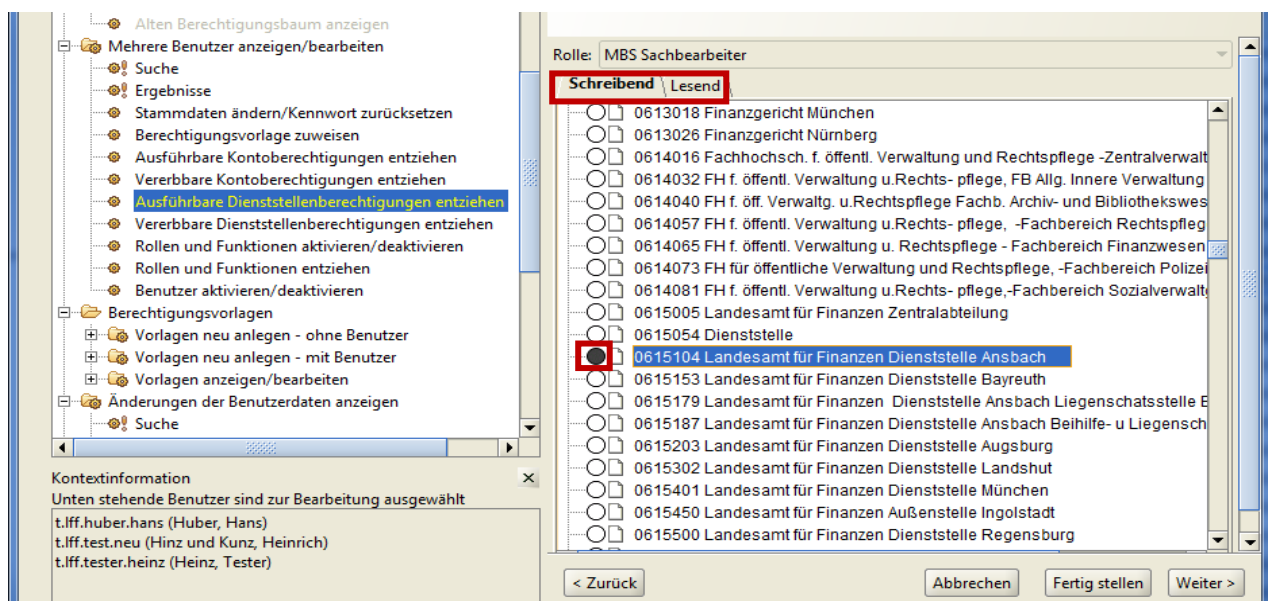 Alten Berechtigungsbaum anzeigen
Mehrere Benutzer anzeigen/bearbeiten
Suche
Ergebnisse
Stammdaten ändern/Kennwort zurücksetzen
Berechtigungsvorlage zuweisen
Ausführbare Kontoberechtigungen entziehen
Vererbbare Kontoberechtigungen entziehen
Ausführbare Dienststellenberechtigungen entziehen
Vererbbare Dienststellenberechtigungen entziehen
Rollen und Funktionen aktivieren/deaktivieren
Rollen und Funktionen entziehen
Benutzer aktivieren/deaktivieren
Berechtigungsvorlagen
Vorlagen neu anlegen - ohne Benutzer
Vorlagen neu anlegen - mit Benutzer
Vorlagen anzeigen/bearbeiten
Änderungen der Benutzerdaten anzeigen
Suche
Kontextinformation
Unten stehende Benutzer sind zur Bearbeitung ausgewählt
t.lff.huber.hans (Huber, Hans)
t.lff.test.neu (Hinz und Kunz, Heinrich)
t.lff.tester.heinz (Heinz, Tester)
Rolle: MBS Sachbearbeiter
Schreibend Lesend
0613018 Finanzgericht München
0613026 Finanzgericht Nürnberg
0614016 Fachhochsch. f. öffentl. Verwaltung und Rechtspflege -Zentralverwalt
0614032 FH f. öffentl. Verwaltung u.Rechts- pflege, FB Allg. Innere Verwaltung
0614040 FH f. öff. Verwaltg. u.Rechtspflege Fachb. Archiv- und Bibliothekswes
0614057 FH f. öffentl. Verwaltung u.Rechts- pflege, -Fachbereich Rechtspfleg
0614065 FH f. öffentl. Verwaltung u. Rechtspflege - Fachbereich Finanzwesen
0614073 FH für öffentliche Verwaltung und Rechtspflege, -Fachbereich Polizei
0614081 FH f. öffentl. Verwaltung u.Rechts- pflege,-Fachbereich Sozialverwalt
0615005 Landesamt für Finanzen Zentralabteilung
0615054 Dienststelle
0615104 Landesamt für Finanzen Dienststelle Ansbach
0615153 Landesamt für Finanzen Dienststelle Bayreuth
0615179 Landesamt für Finanzen Dienststelle Ansbach Liegenschatsstelle E
0615187 Landesamt für Finanzen Dienststelle Ansbach Beihilfe- u Liegensch
0615203 Landesamt für Finanzen Dienststelle Augsburg
0615302 Landesamt für Finanzen Dienststelle Landshut
0615401 Landesamt für Finanzen Dienststelle München
0615450 Landesamt für Finanzen Außenstelle Ingolstadt
0615500 Landesamt für Finanzen Dienststelle Regensburg
< Zurück Abbrechen Fertig stellen Weiter >